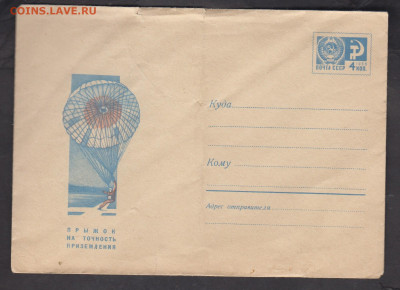 COINS.LAVE.RU
ПОЧТА СССР 4 КОП.
Куда
Кому
Адрес отправителя
ПРЫЖОК
НА ТОЧНОСТЬ
ПРИЗЕМЛЕНИЯ